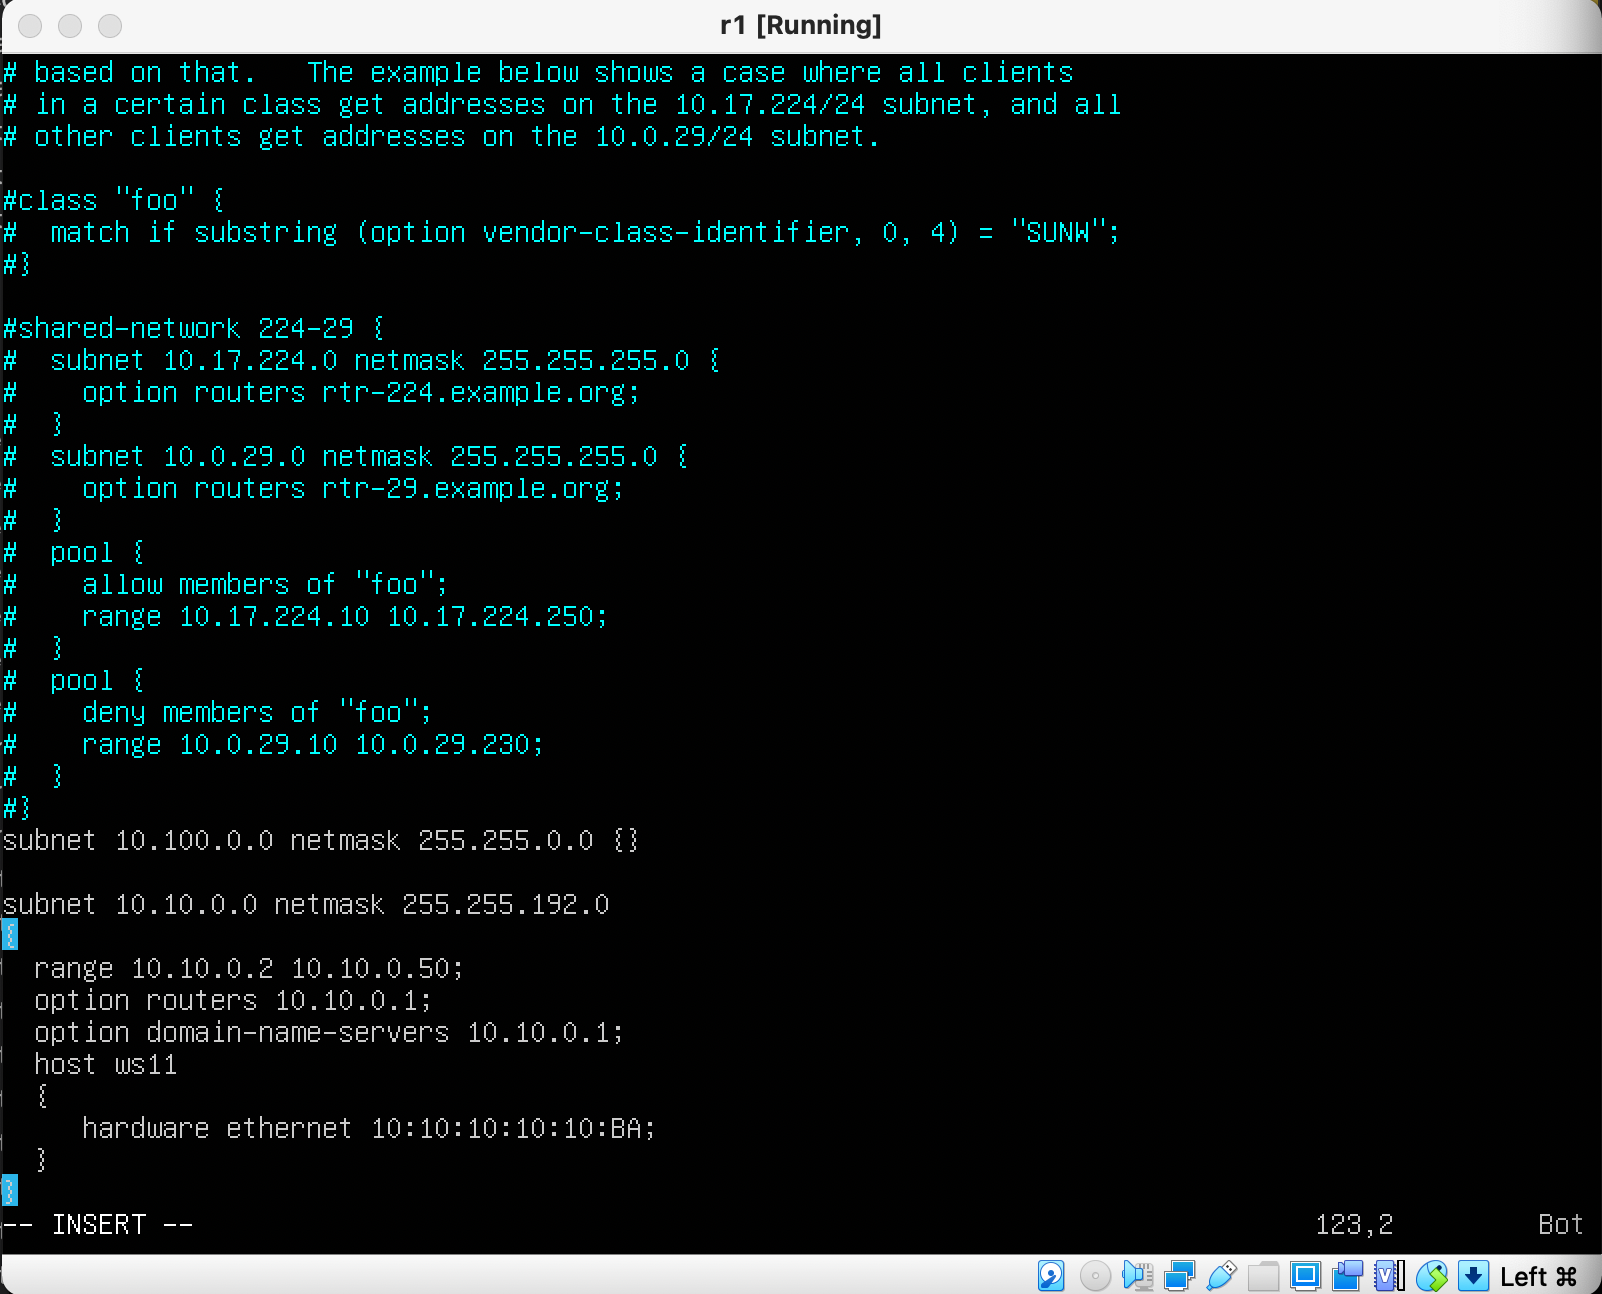 r1 [Running]
# based on that.   The example below shows a case where all clients
# in a certain class get addresses on the 10.17.224/24 subnet, and all
# other clients get addresses on the 10.0.29/24 subnet.

#class "foo" {
#  match if substring (option vendor-class-identifier, 0, 4) = "SUNW";
#}

#shared-network 224-29 {
#  subnet 10.17.224.0 netmask 255.255.255.0 {
#    option routers rtr-224.example.org;
#  }
#  subnet 10.0.29.0 netmask 255.255.255.0 {
#    option routers rtr-29.example.org;
#  }
#  pool {
#    allow members of "foo";
#    range 10.17.224.10 10.17.224.250;
#  }
#  pool {
#    deny members of "foo";
#    range 10.0.29.10 10.0.29.230;
#  }
#}
subnet 10.100.0.0 netmask 255.255.0.0 {}

subnet 10.10.0.0 netmask 255.255.192.0
{
  range 10.10.0.2 10.10.0.50;
  option routers 10.10.0.1;
  option domain-name-servers 10.10.0.1;
  host ws11
  {
     hardware ethernet 10:10:10:10:10:BA;
  }
}
-- INSERT -- 123,2 Bot
Left ⌘